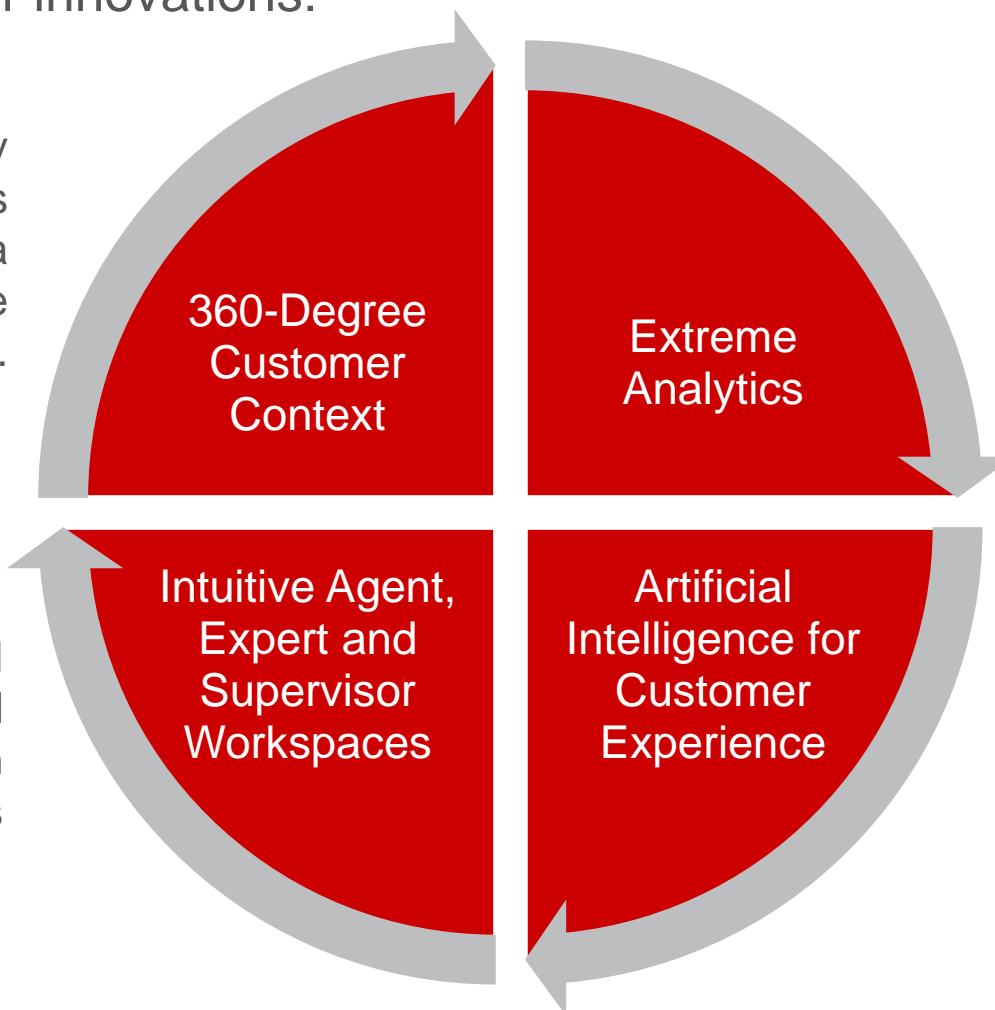 innovations.
360-Degree
Customer
Context
Extreme
Analytics
Intuitive Agent,
Expert and
Supervisor
Workspaces
Artificial
Intelligence for
Customer
Experience